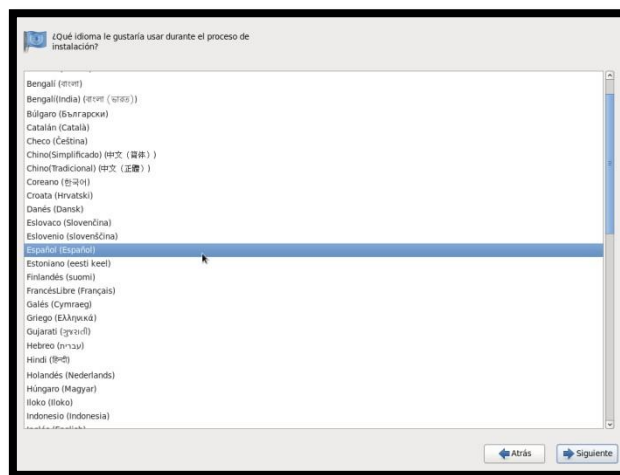 ¿Qué idioma le gustaría usar durante el proceso de
instalación?
Bengalí (বাংলা)
Bengalí(India) (বাংলা (ভারত))
Búlgaro (Български)
Catalán (Català)
Checo (Čeština)
Chino(Simplificado) (中文（简体）)
Chino(Tradicional) (中文（正體）)
Coreano (한국어)
Croata (Hrvatski)
Danés (Dansk)
Eslovaco (Slovenčina)
Eslovenio (slovenščina)
Español (Español)
Estoniano (eesti keel)
Finlandés (suomi)
FrancésLibre (Français)
Galés (Cymraeg)
Griego (Ελληνικά)
Gujarati (ગુજરાતી)
Hebreo (עברית)
Hindi (हिन्दी)
Holandés (Nederlands)
Húngaro (Magyar)
Iloko (Iloko)
Indonesio (Indonesia)
Atrás
Siguiente